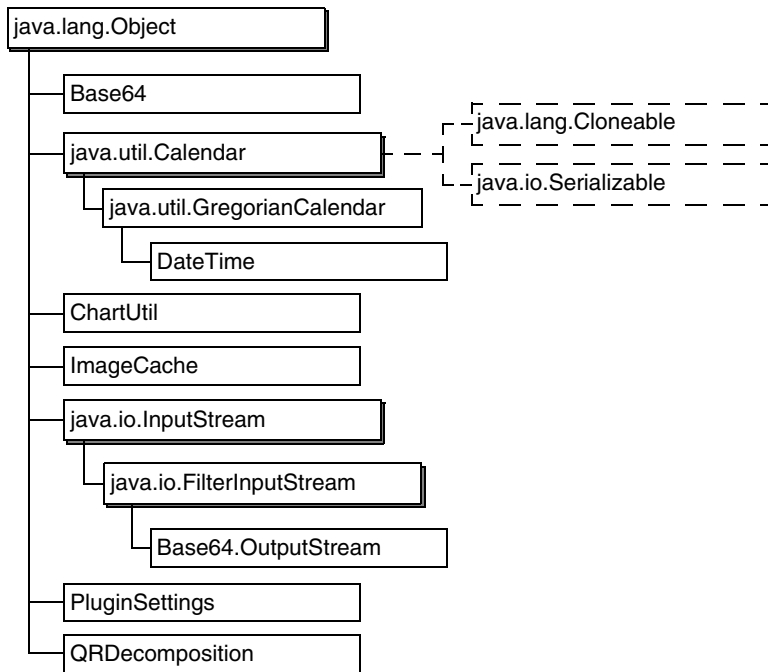 java.lang.Object
Base64
java.util.Calendar
java.lang.Cloneable
java.io.Serializable
java.util.GregorianCalendar
DateTime
ChartUtil
ImageCache
java.io.InputStream
java.io.FilterInputStream
Base64.OutputStream
PluginSettings
QRDecomposition